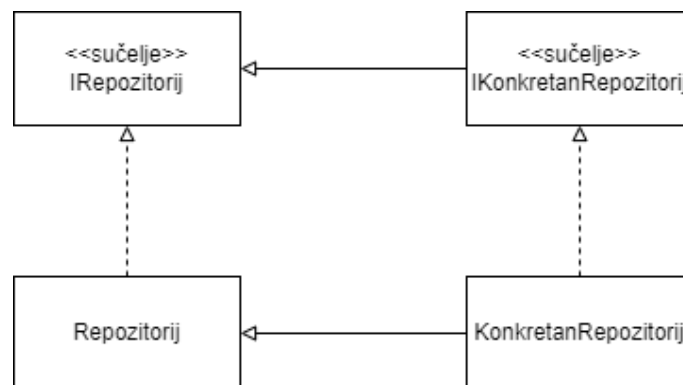 <<sučelje>>
IRepozitorij
<<sučelje>>
IKonkretanRepozitorij
Repozitorij
KonkretanRepozitorij